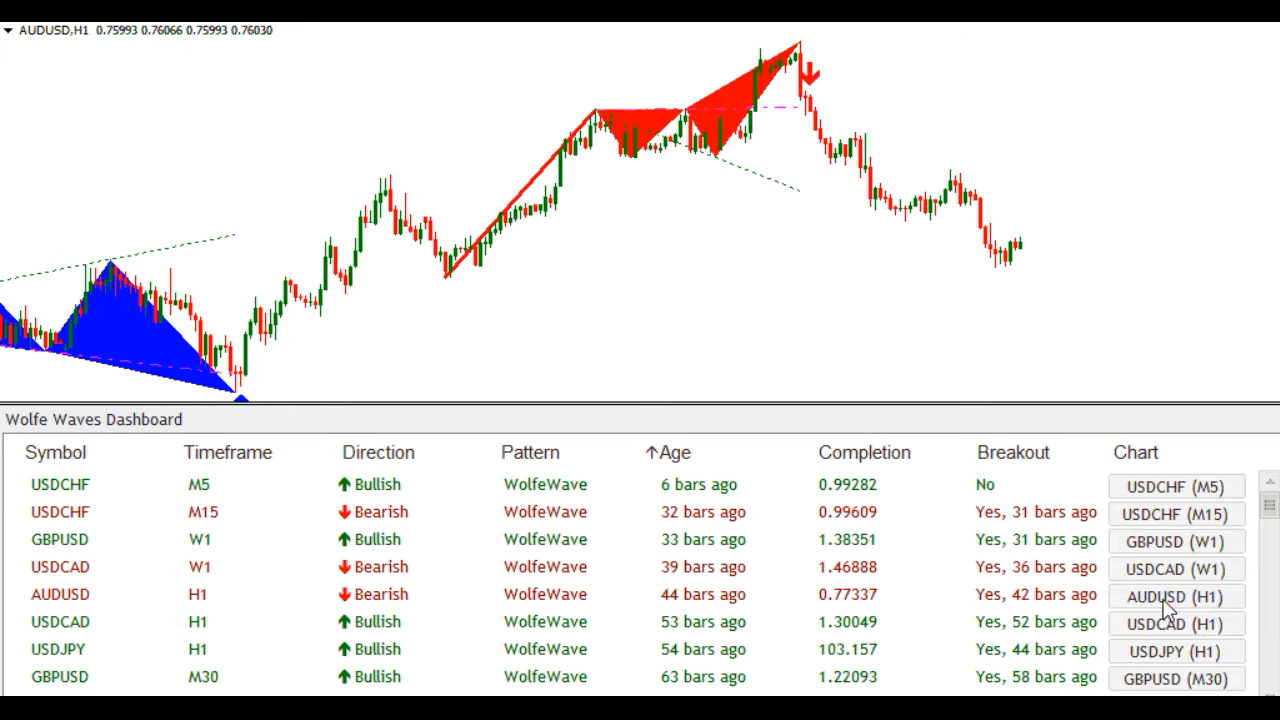 AUDUSD,H1 0.75993 0.76066 0.75993 0.76030
Wolfe Waves Dashboard
Symbol Timeframe Direction Pattern ↑Age Completion Breakout Chart
USDCHF M5 Bullish WolfeWave 6 bars ago 0.99282 No USDCHF (M5)
USDCHF M15 Bearish WolfeWave 32 bars ago 0.99609 Yes, 31 bars ago USDCHF (M15)
GBPUSD W1 Bullish WolfeWave 33 bars ago 1.38351 Yes, 31 bars ago GBPUSD (W1)
USDCAD W1 Bearish WolfeWave 39 bars ago 1.46888 Yes, 36 bars ago USDCAD (W1)
AUDUSD H1 Bearish WolfeWave 44 bars ago 0.77337 Yes, 42 bars ago AUDUSD (H1)
USDCAD H1 Bullish WolfeWave 53 bars ago 1.30049 Yes, 52 bars ago USDCAD (H1)
USDJPY H1 Bullish WolfeWave 54 bars ago 103.157 Yes, 44 bars ago USDJPY (H1)
GBPUSD M30 Bullish WolfeWave 63 bars ago 1.22093 Yes, 58 bars ago GBPUSD (M30)